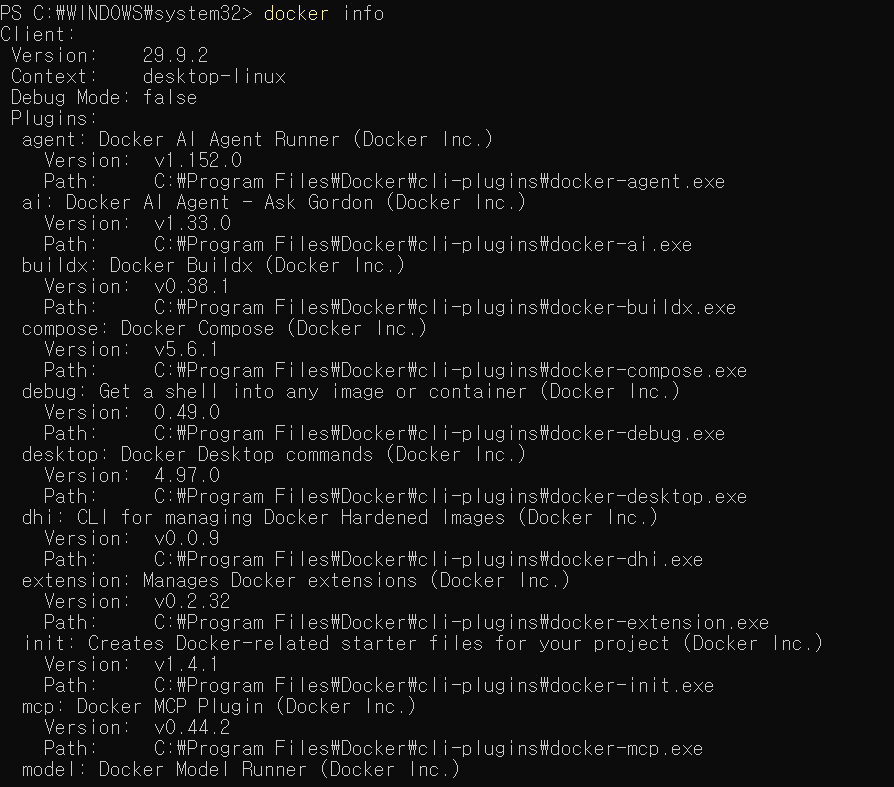 PS C:₩WINDOWS₩system32> docker info
Client:
 Version:    29.9.2
 Context:    desktop-linux
 Debug Mode: false
 Plugins:
  agent: Docker AI Agent Runner (Docker Inc.)
    Version:  v1.152.0
    Path:     C:₩Program Files₩Docker₩cli-plugins₩docker-agent.exe
  ai: Docker AI Agent - Ask Gordon (Docker Inc.)
    Version:  v1.33.0
    Path:     C:₩Program Files₩Docker₩cli-plugins₩docker-ai.exe
  buildx: Docker Buildx (Docker Inc.)
    Version:  v0.38.1
    Path:     C:₩Program Files₩Docker₩cli-plugins₩docker-buildx.exe
  compose: Docker Compose (Docker Inc.)
    Version:  v5.6.1
    Path:     C:₩Program Files₩Docker₩cli-plugins₩docker-compose.exe
  debug: Get a shell into any image or container (Docker Inc.)
    Version:  0.49.0
    Path:     C:₩Program Files₩Docker₩cli-plugins₩docker-debug.exe
  desktop: Docker Desktop commands (Docker Inc.)
    Version:  4.97.0
    Path:     C:₩Program Files₩Docker₩cli-plugins₩docker-desktop.exe
  dhi: CLI for managing Docker Hardened Images (Docker Inc.)
    Version:  v0.0.9
    Path:     C:₩Program Files₩Docker₩cli-plugins₩docker-dhi.exe
  extension: Manages Docker extensions (Docker Inc.)
    Version:  v0.2.32
    Path:     C:₩Program Files₩Docker₩cli-plugins₩docker-extension.exe
  init: Creates Docker-related starter files for your project (Docker Inc.)
    Version:  v1.4.1
    Path:     C:₩Program Files₩Docker₩cli-plugins₩docker-init.exe
  mcp: Docker MCP Plugin (Docker Inc.)
    Version:  v0.44.2
    Path:     C:₩Program Files₩Docker₩cli-plugins₩docker-mcp.exe
  model: Docker Model Runner (Docker Inc.)